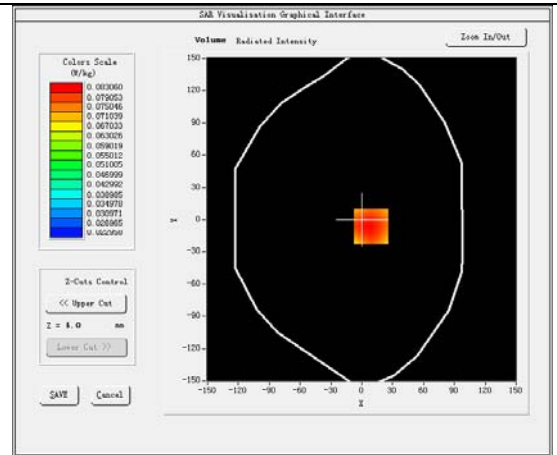 SAR Visualisation Graphical Interface
Volume Radiated Intensity
Zoom In/Out
Colors Scale
(W/kg)
0.083060
0.079053
0.075046
0.071039
0.067033
0.063026
0.059019
0.055012
0.051005
0.046999
0.042992
0.038985
0.034978
0.030971
0.026965
0.022958
150
120
90
60
30
0
-30
-60
-90
-120
-150
Y
-150 -120 -90 -60 -30 0 30 60 90 120 150
X
Z-Cuts Control
<< Upper Cut
Z = 4.0 mm
Lower Cut >>
SAVE Cancel